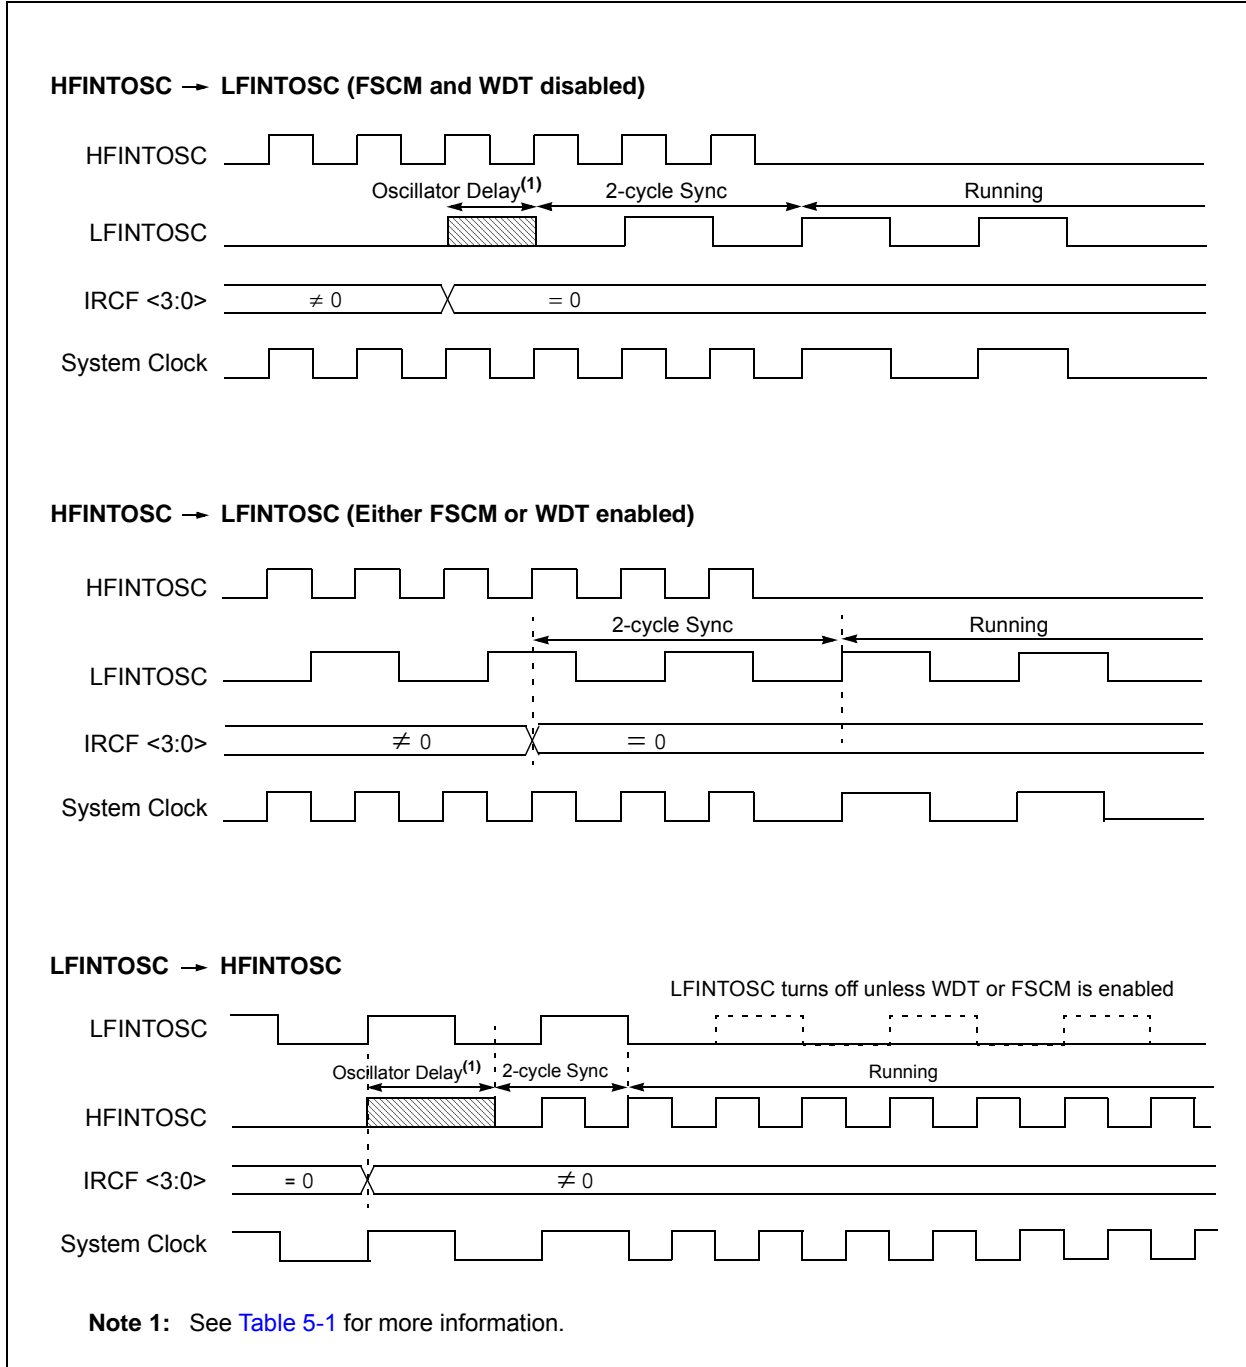 HFINTOSC → LFINTOSC (FSCM and WDT disabled)
HFINTOSC
Oscillator Delay(1) 2-cycle Sync Running
LFINTOSC
IRCF <3:0> ≠ 0 = 0
System Clock
HFINTOSC → LFINTOSC (Either FSCM or WDT enabled)
HFINTOSC
2-cycle Sync Running
LFINTOSC
IRCF <3:0> ≠ 0 = 0
System Clock
LFINTOSC → HFINTOSC
LFINTOSC turns off unless WDT or FSCM is enabled
LFINTOSC
Oscillator Delay(1) 2-cycle Sync Running
HFINTOSC
IRCF <3:0> = 0 ≠ 0
System Clock
Note 1: See Table 5-1 for more information.